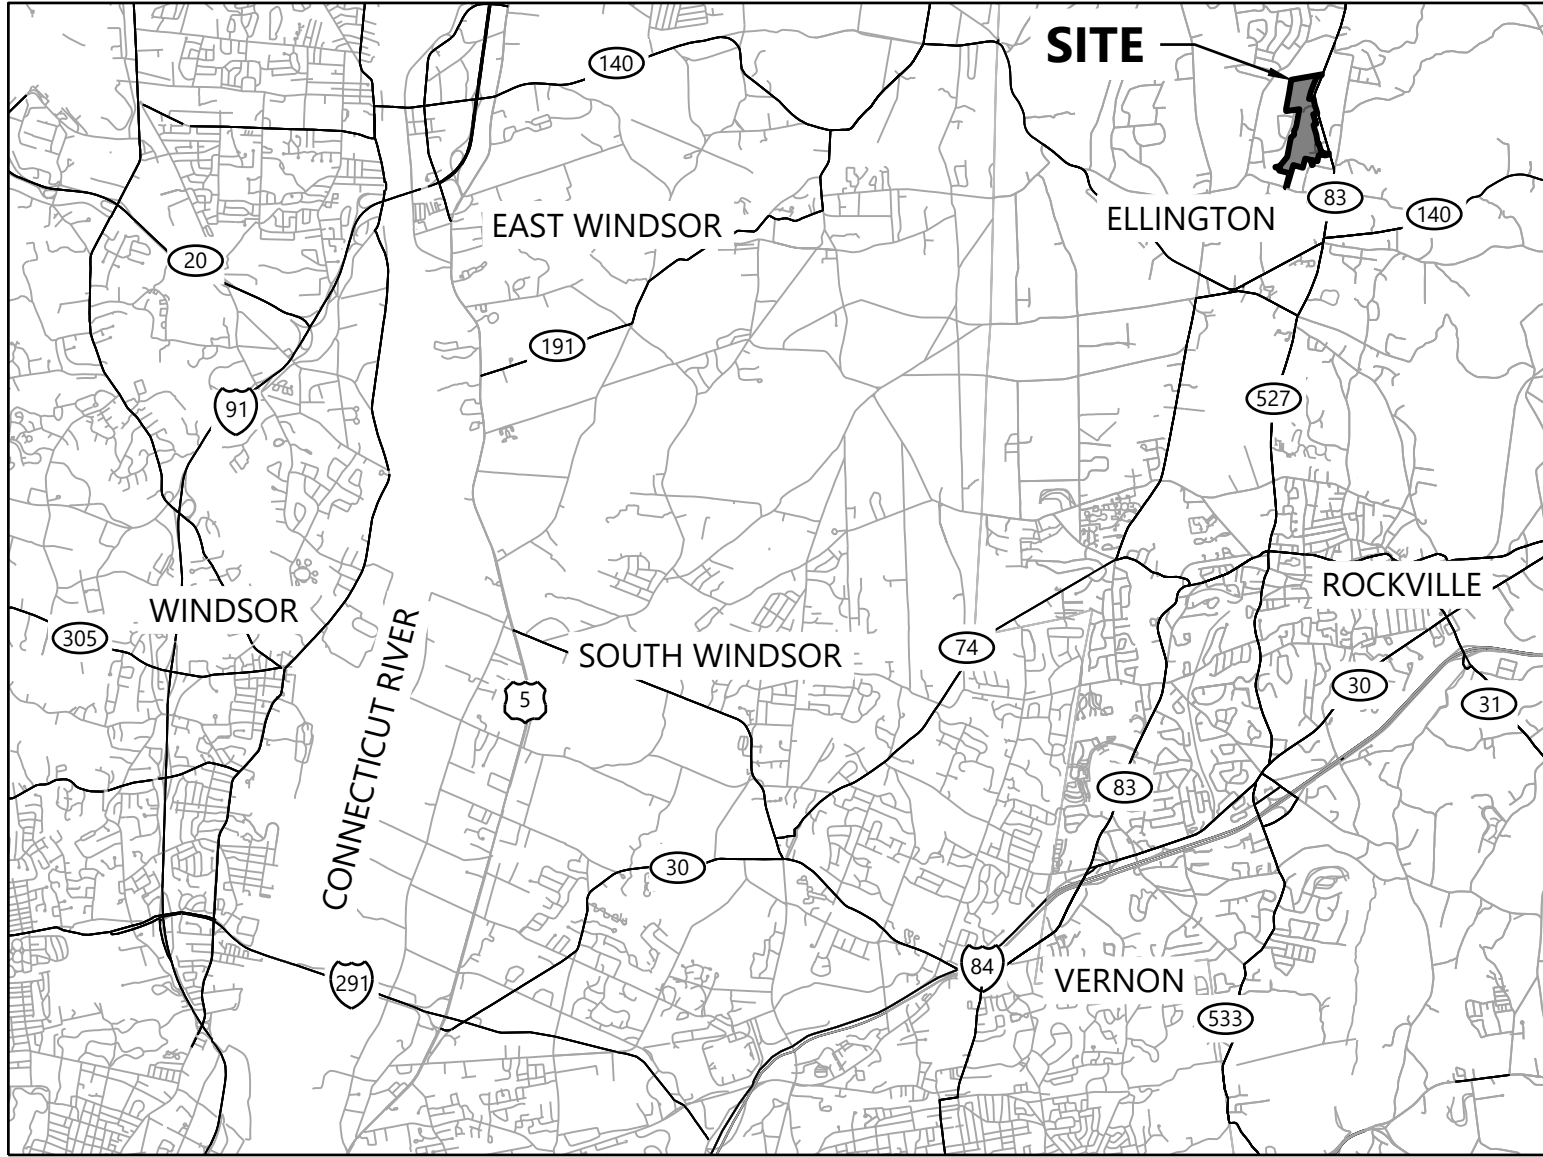 SITE
140
83
140
ELLINGTON
EAST WINDSOR
20
191
527
91
ROCKVILLE
WINDSOR
305
SOUTH WINDSOR
74
CONNECTICUT RIVER
5
30
31
83
30
84
VERNON
291
533